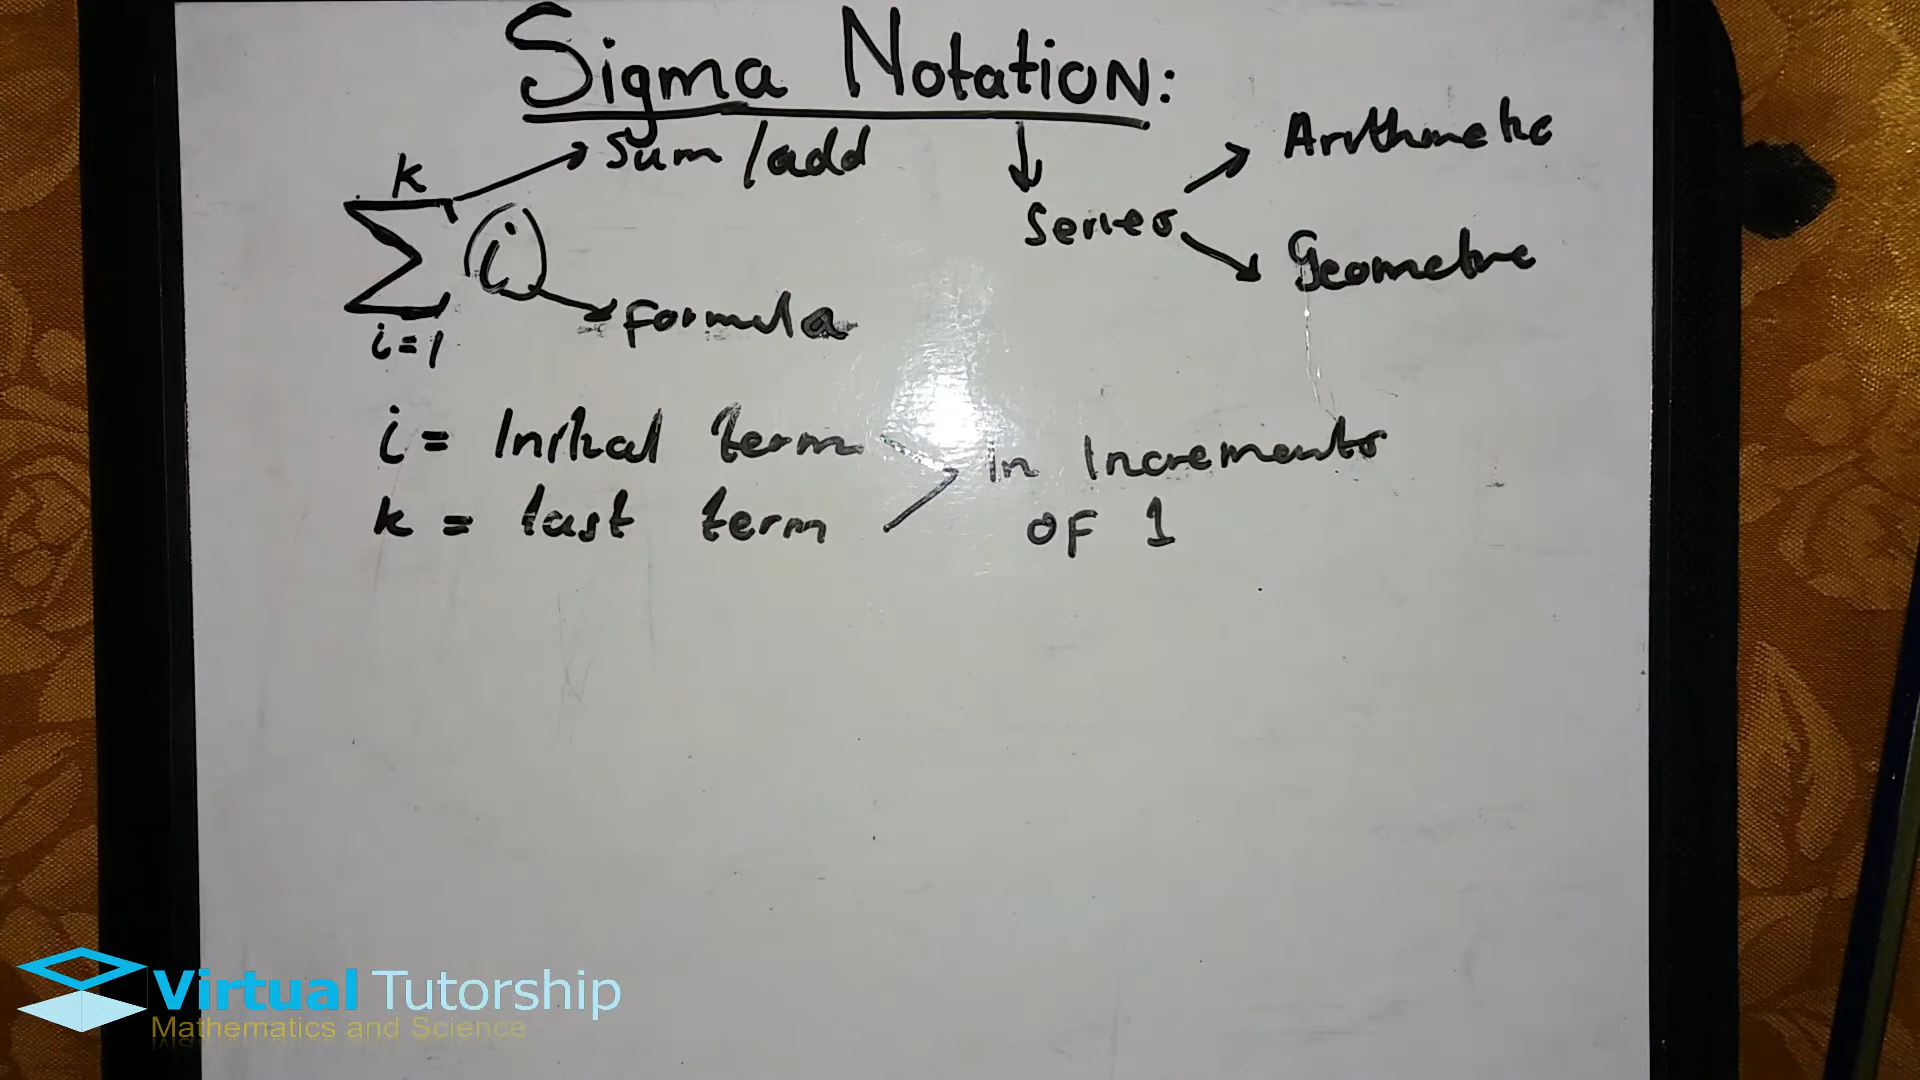 Sigma Notation:
k
Σ i
i=1
Sum/add
formula
Series
Arithmetic
Geometric
i = Initial term
k = last term
in increments
of 1
Virtual Tutorship
Mathematics and Science